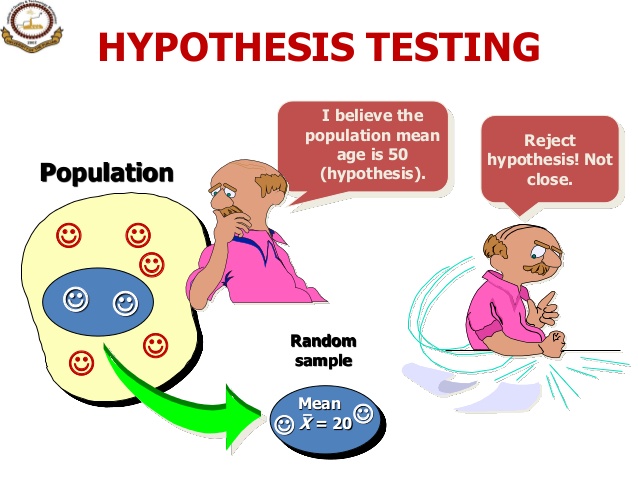 HYPOTHESIS TESTING
I believe the
population mean
age is 50
(hypothesis).
Reject
hypothesis! Not
close.
Population
Random
sample
Mean
X̅ = 20